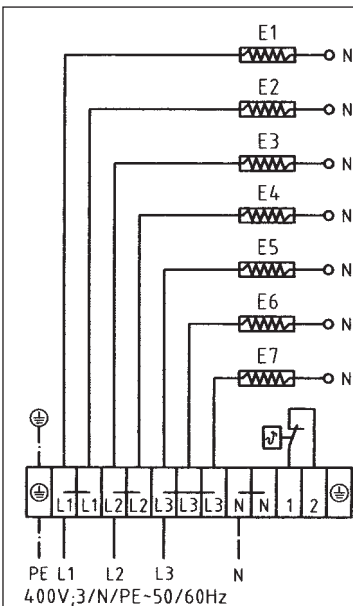 E1
N
E2
N
E3
N
E4
N
E5
N
E6
N
E7
N
L1 L1 L2 L2 L3 L3 L3 N N 1 2
PE L1 L2 L3 N
400V;3/N/PE~50/60Hz